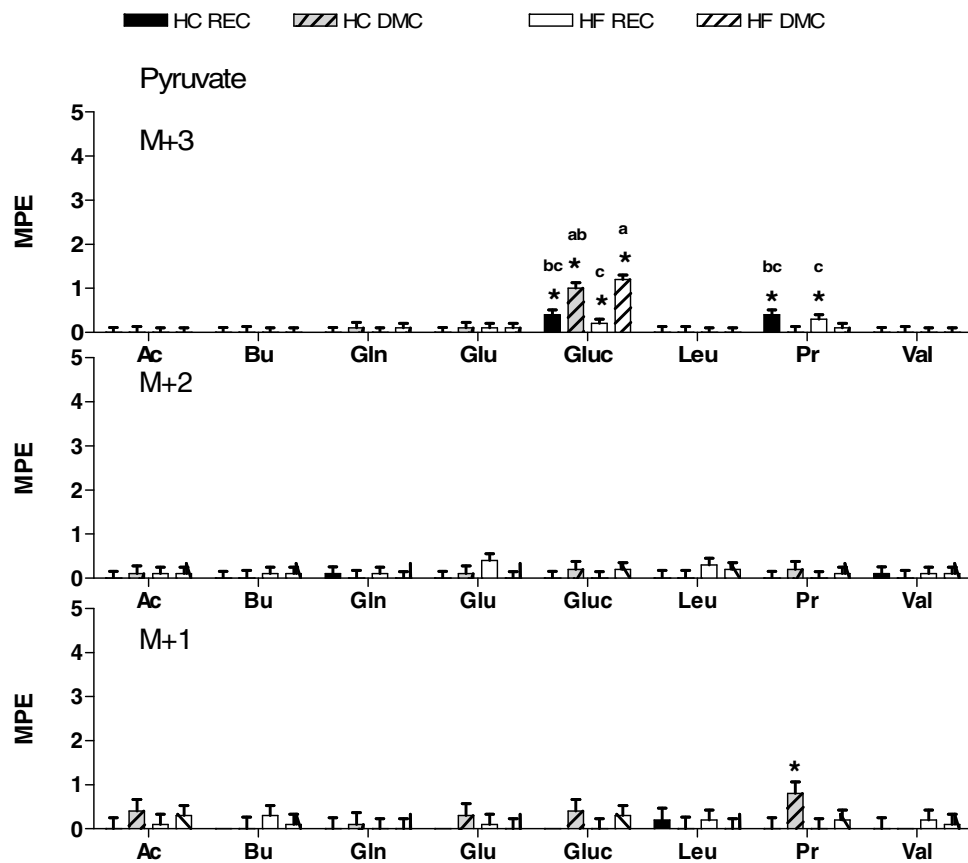 HC REC HC DMC HF REC HF DMC
Pyruvate
M+3
MPE
5
4
3
2
1
0
bc ab c a
* * * *
bc c
* *
Ac Bu Gln Glu Gluc Leu Pr Val
M+2
MPE
5
4
3
2
1
0
Ac Bu Gln Glu Gluc Leu Pr Val
M+1
MPE
5
4
3
2
1
0
*
Ac Bu Gln Glu Gluc Leu Pr Val